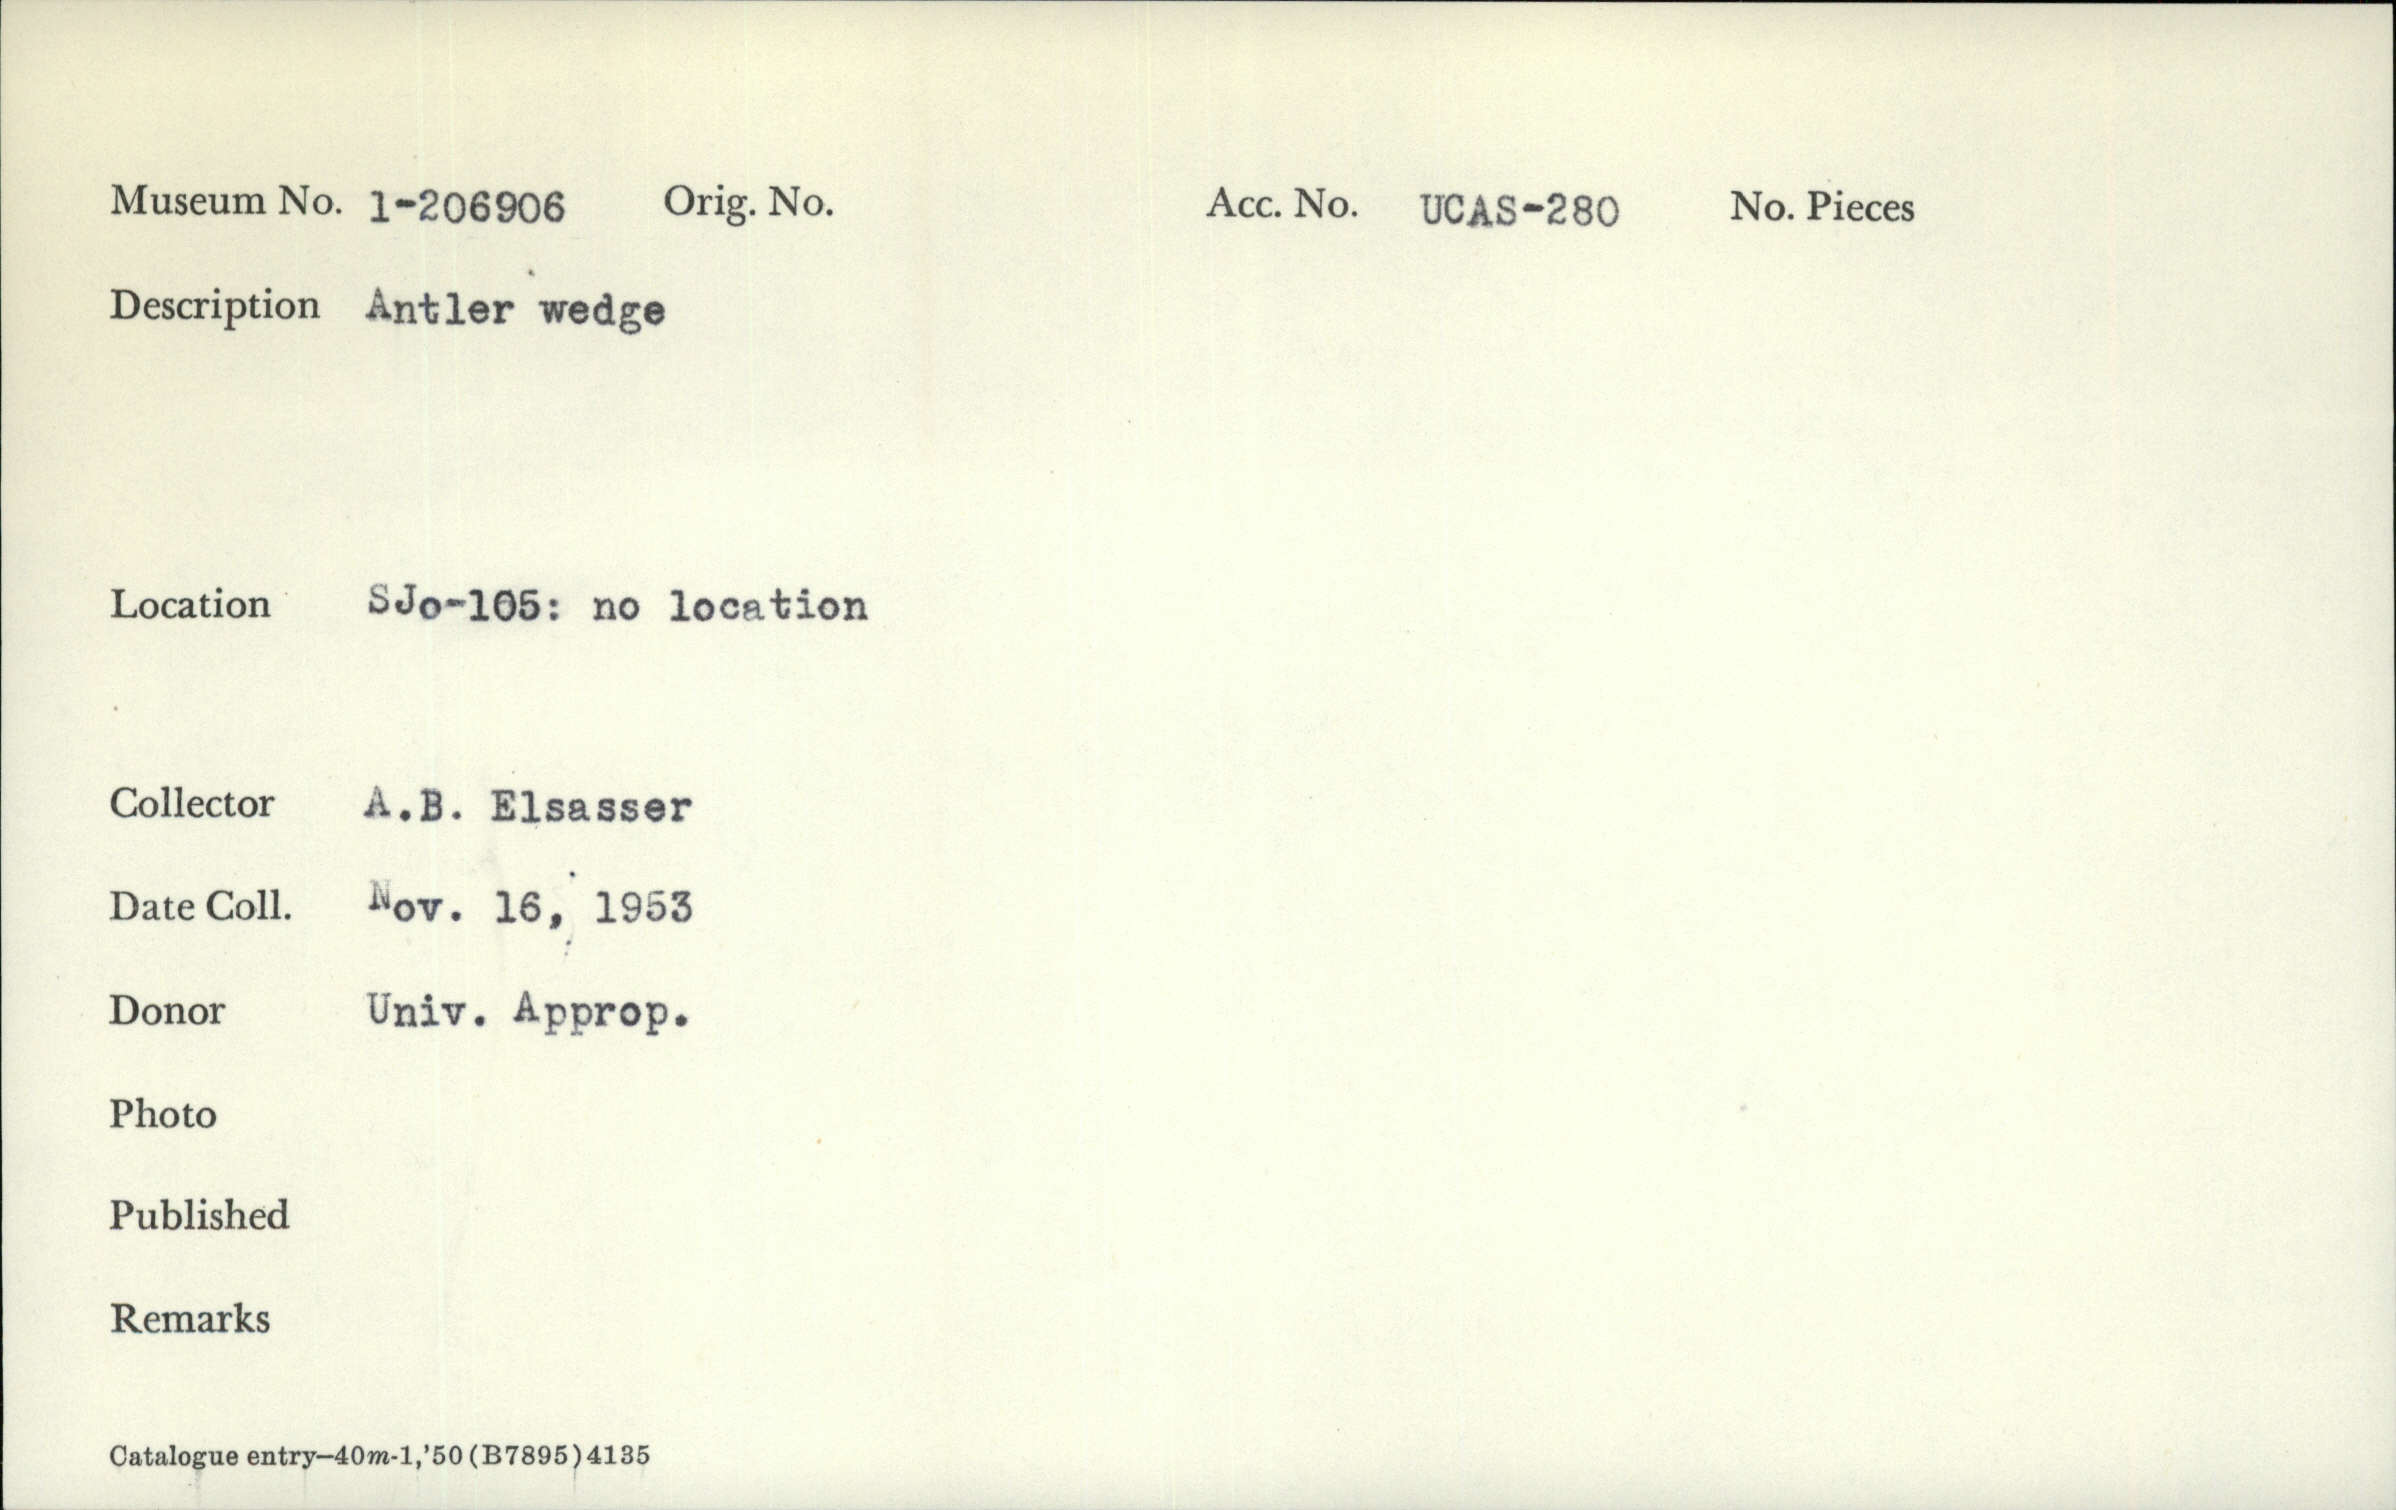 Museum No. 1-206906 Orig. No. Acc. No. UCAS-280 No. Pieces
Description Antler wedge
Location SJo-105: no location
Collector A.B. Elsasser
Date Coll. Nov. 16, 1953
Donor Univ. Approp.
Photo
Published
Remarks
Catalogue entry—40m-1,'50 (B7895) 4135